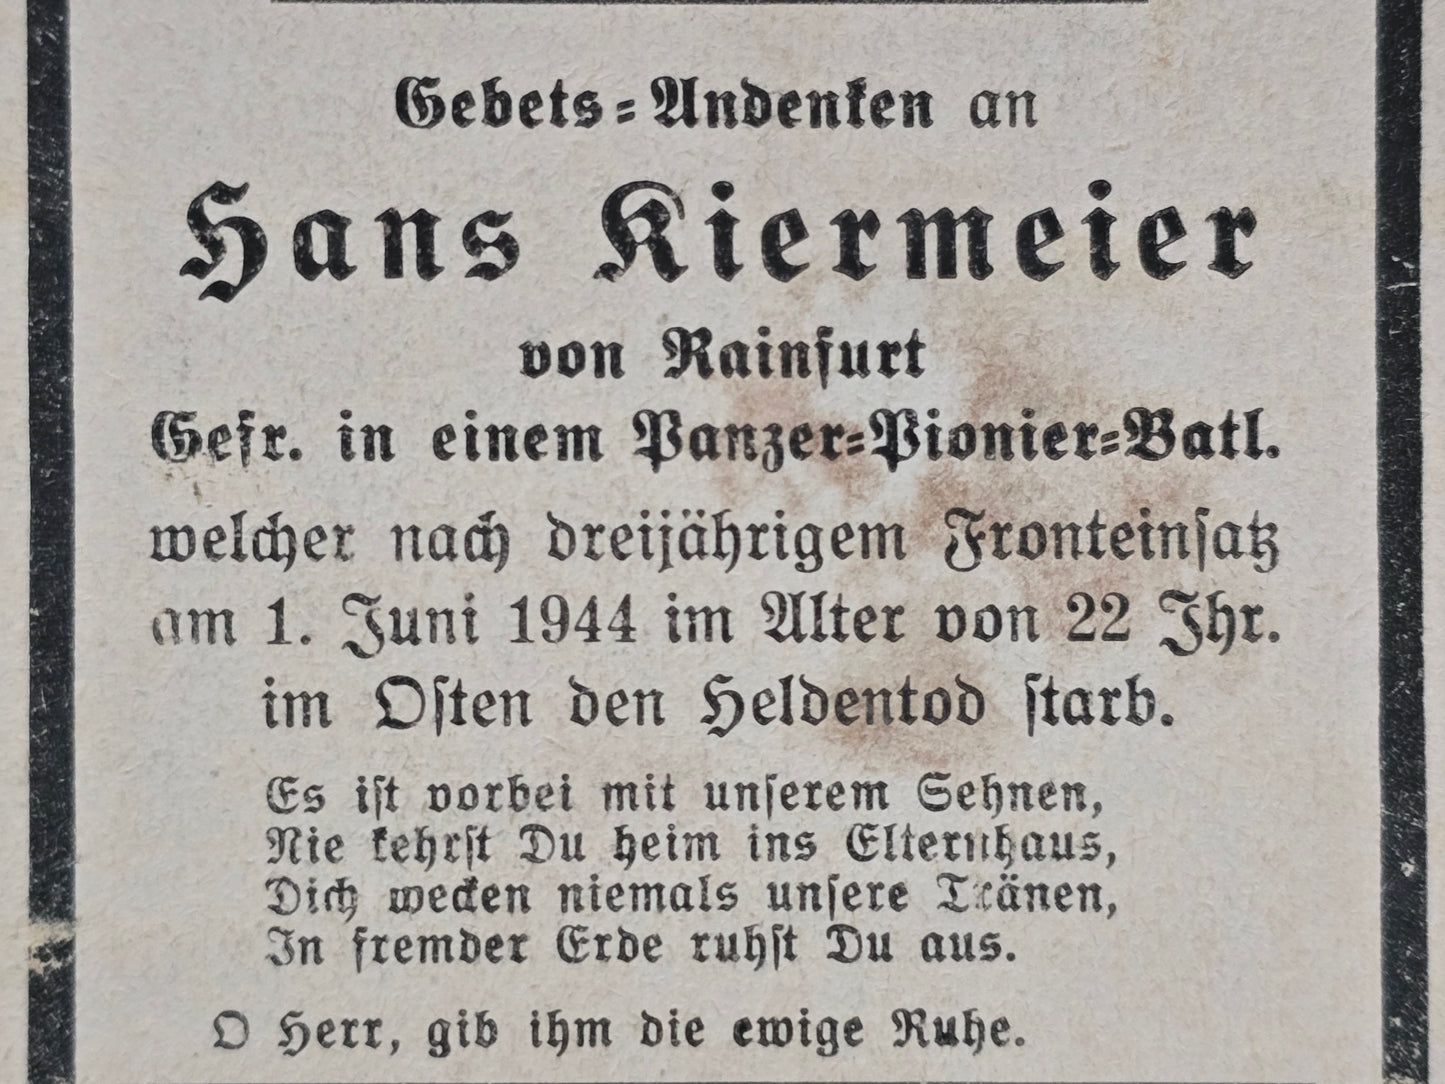 Gebets-Andenken an
Hans Kiermeier
von Rainfurt
Gefr. in einem Panzer-Pionier-Batl.
welcher nach dreijährigem Fronteinsatz
am 1. Juni 1944 im Alter von 22 Jhr.
im Osten den Heldentod starb.
Es ist vorbei mit unserem Sehnen,
Nie kehrst Du heim ins Elternhaus,
Dich wecken niemals unsere Tränen,
In fremder Erde ruhst Du aus.
O Herr, gib ihm die ewige Ruhe.